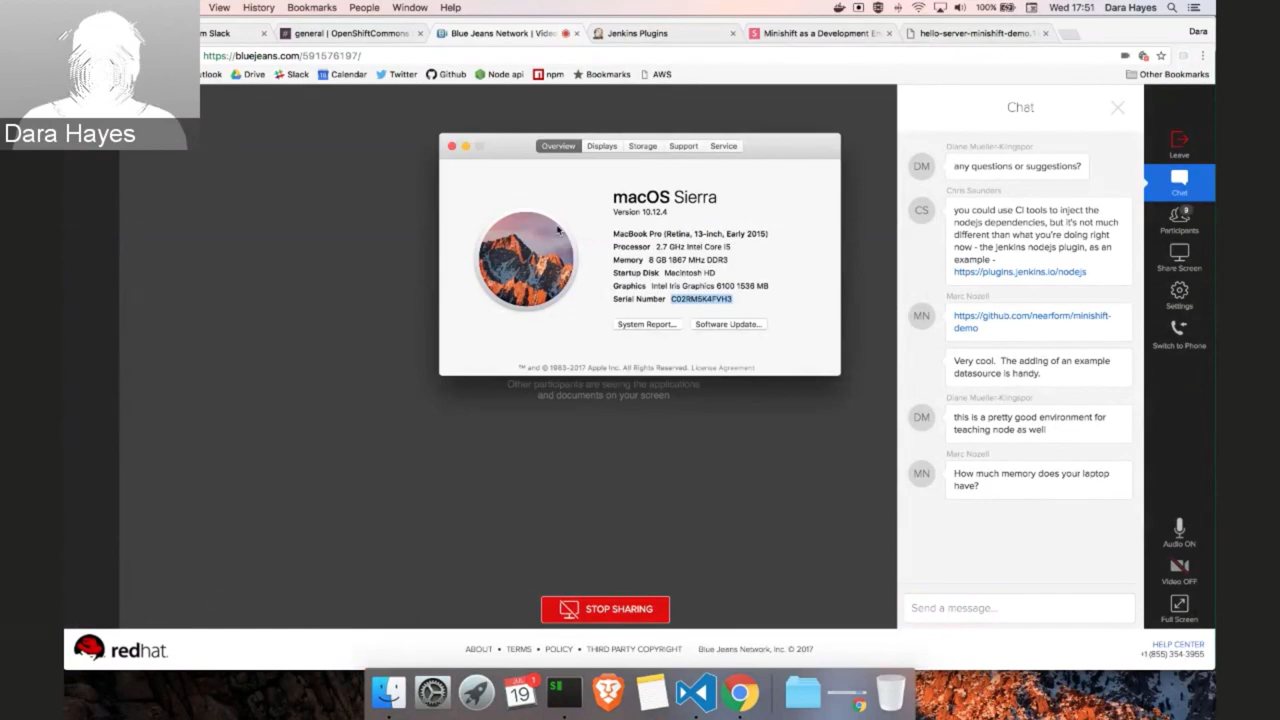 View History Bookmarks People Window Help
100% Wed 17:51 Dara Hayes
m Slack
general | OpenShiftCommons
Blue Jeans Network | Video
Jenkins Plugins
Minishift as a Development En
hello-server-minishift-demo.1
Dara
https://bluejeans.com/591576197/
utlook Drive Slack Calendar Twitter Github Node api npm Bookmarks AWS Other Bookmarks
Dara Hayes
Overview Displays Storage Support Service
macOS Sierra
Version 10.12.4
MacBook Pro (Retina, 13-inch, Early 2015)
Processor 2.7 GHz Intel Core i5
Memory 8 GB 1867 MHz DDR3
Startup Disk Macintosh HD
Graphics Intel Iris Graphics 6100 1536 MB
Serial Number C02RM5K4FVH3
System Report... Software Update...
™ and © 1983-2017 Apple Inc. All Rights Reserved. License Agreement
Other participants are seeing the applications
and documents on your screen
STOP SHARING
Chat
Diane Mueller-Klingspor
DM
any questions or suggestions?
Chris Saunders
CS
you could use CI tools to inject the
nodejs dependencies, but it's not much
different than what you're doing right
now - the jenkins nodejs plugin, as an
example -
https://plugins.jenkins.io/nodejs
Marc Nozell
MN
https://github.com/nearform/minishift-
demo
Very cool. The adding of an example
datasource is handy.
Diane Mueller-Klingspor
DM
this is a pretty good environment for
teaching node as well
Marc Nozell
MN
How much memory does your laptop
have?
Send a message...
Leave
Chat
9
Participants
Share Screen
Settings
Switch to Phone
Audio ON
Video OFF
Full Screen
redhat.
ABOUT • TERMS • POLICY • THIRD PARTY COPYRIGHT Blue Jeans Network, Inc. © 2017
HELP CENTER
+1 (855) 354-3955
JUL
19
1